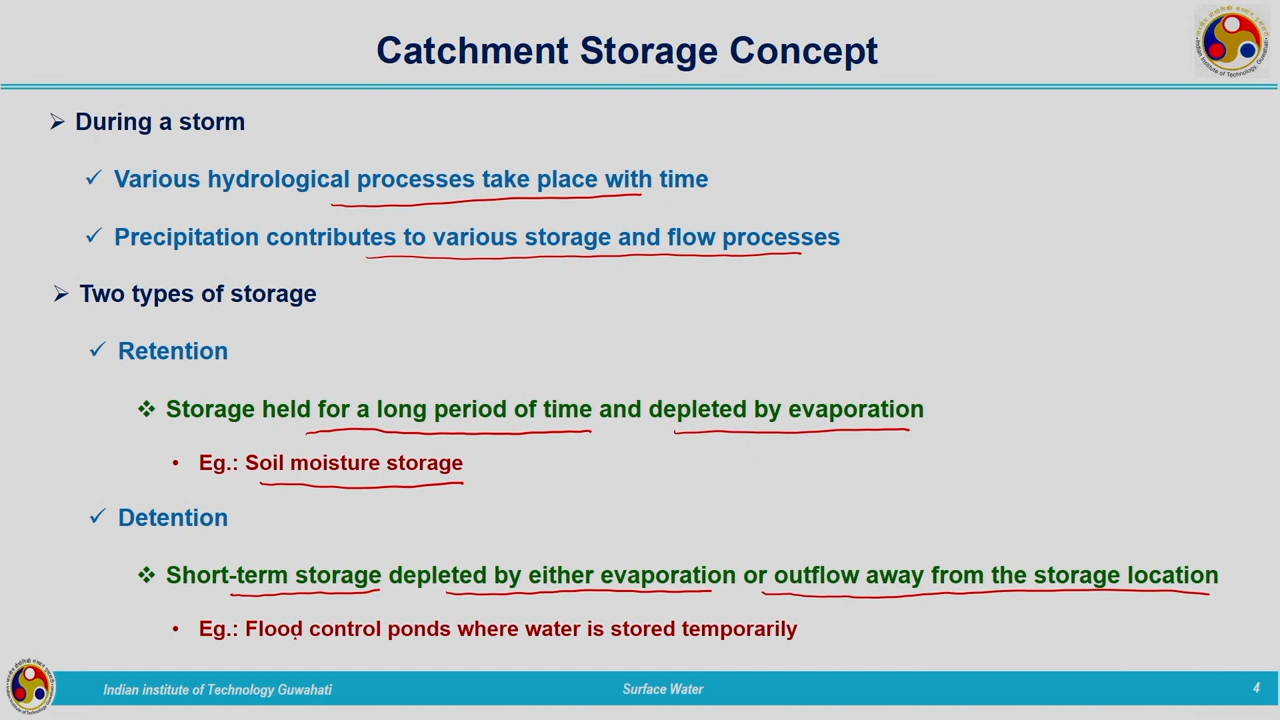 Catchment Storage Concept
During a storm
Various hydrological processes take place with time
Precipitation contributes to various storage and flow processes
Two types of storage
Retention
Storage held for a long period of time and depleted by evaporation
Eg.: Soil moisture storage
Detention
Short-term storage depleted by either evaporation or outflow away from the storage location
Eg.: Flood control ponds where water is stored temporarily
Indian institute of Technology Guwahati
Surface Water
4